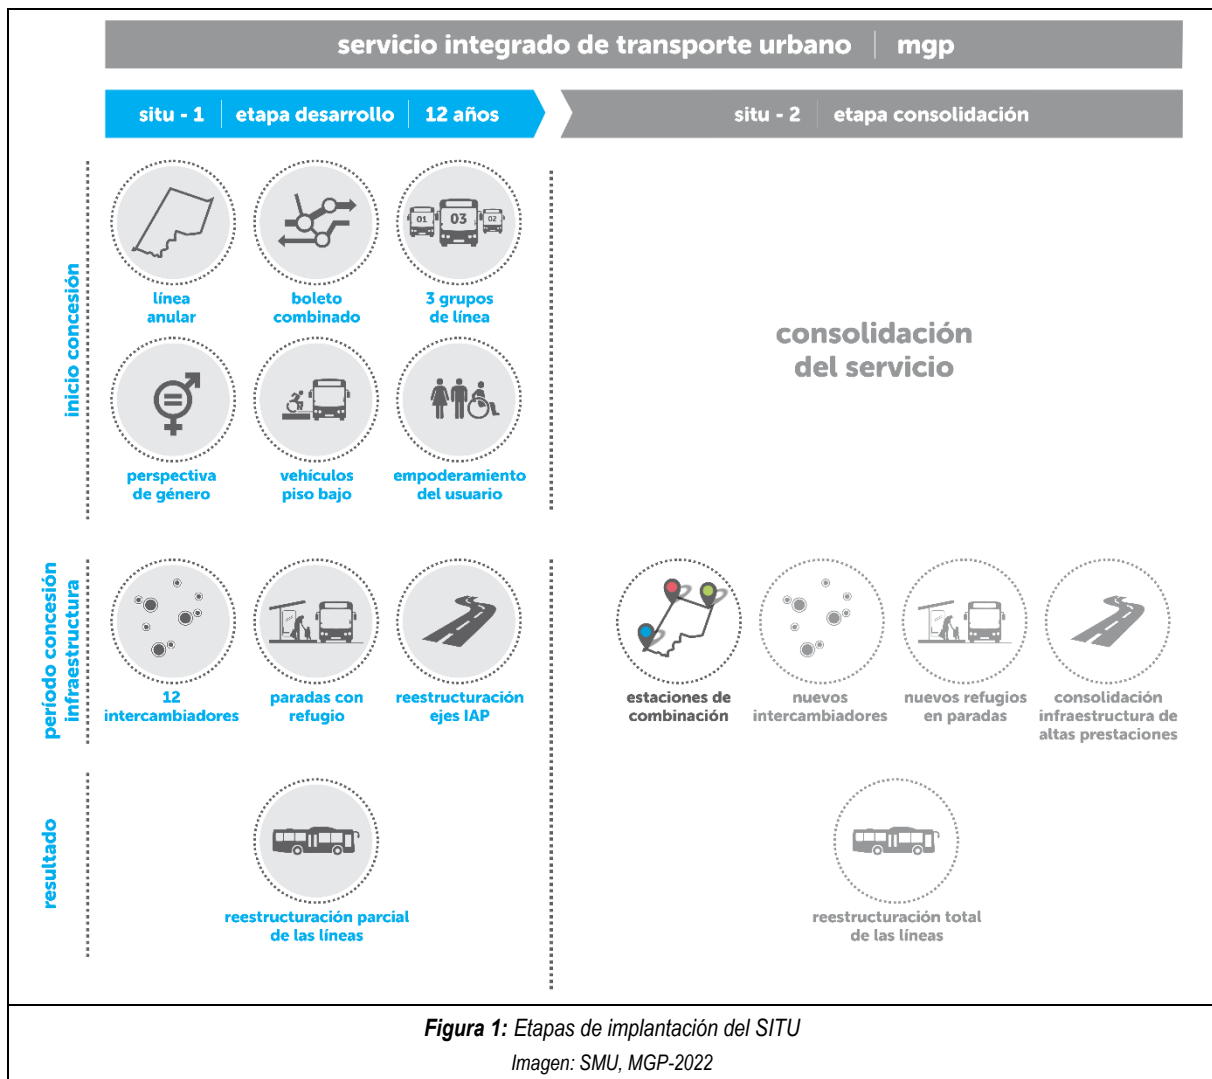 servicio integrado de transporte urbano | mgp
situ - 1 | etapa desarrollo | 12 años
situ - 2 | etapa consolidación
inicio concesión
01
03
02
línea
anular
boleto
combinado
3 grupos
de línea
perspectiva
de género
vehículos
piso bajo
empoderamiento
del usuario
consolidación
del servicio
período concesión
infraestructura
12
intercambiadores
paradas con
refugio
reestructuración
ejes IAP
estaciones de
combinación
nuevos
intercambiadores
nuevos refugios
en paradas
consolidación
infraestructura de
altas prestaciones
resultado
reestructuración parcial
de las líneas
reestructuración total
de las líneas
Figura 1: Etapas de implantación del SITU
Imagen: SMU, MGP-2022